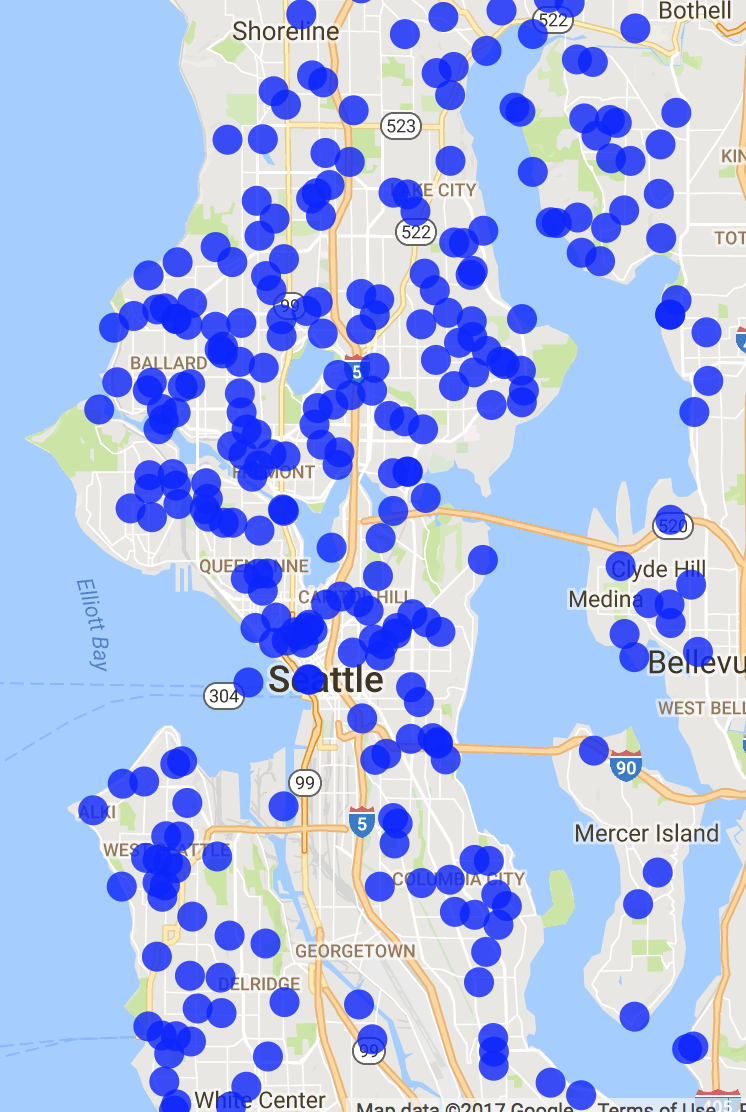 Bothell
522
Shoreline
523
KIN
LAKE CITY
522
TOT
99
BALLARD
5
FREMONT
520
QUEEN ANNE
Clyde Hill
CAPITOL HILL
Medina
Elliott Bay
Seattle
Bellevu
304
WEST BELL
90
99
ALKI
5
Mercer Island
WEST SEATTLE
COLUMBIA CITY
GEORGETOWN
DELRIDGE
99
White Center
405
Map data ©2017 Google Terms of Use